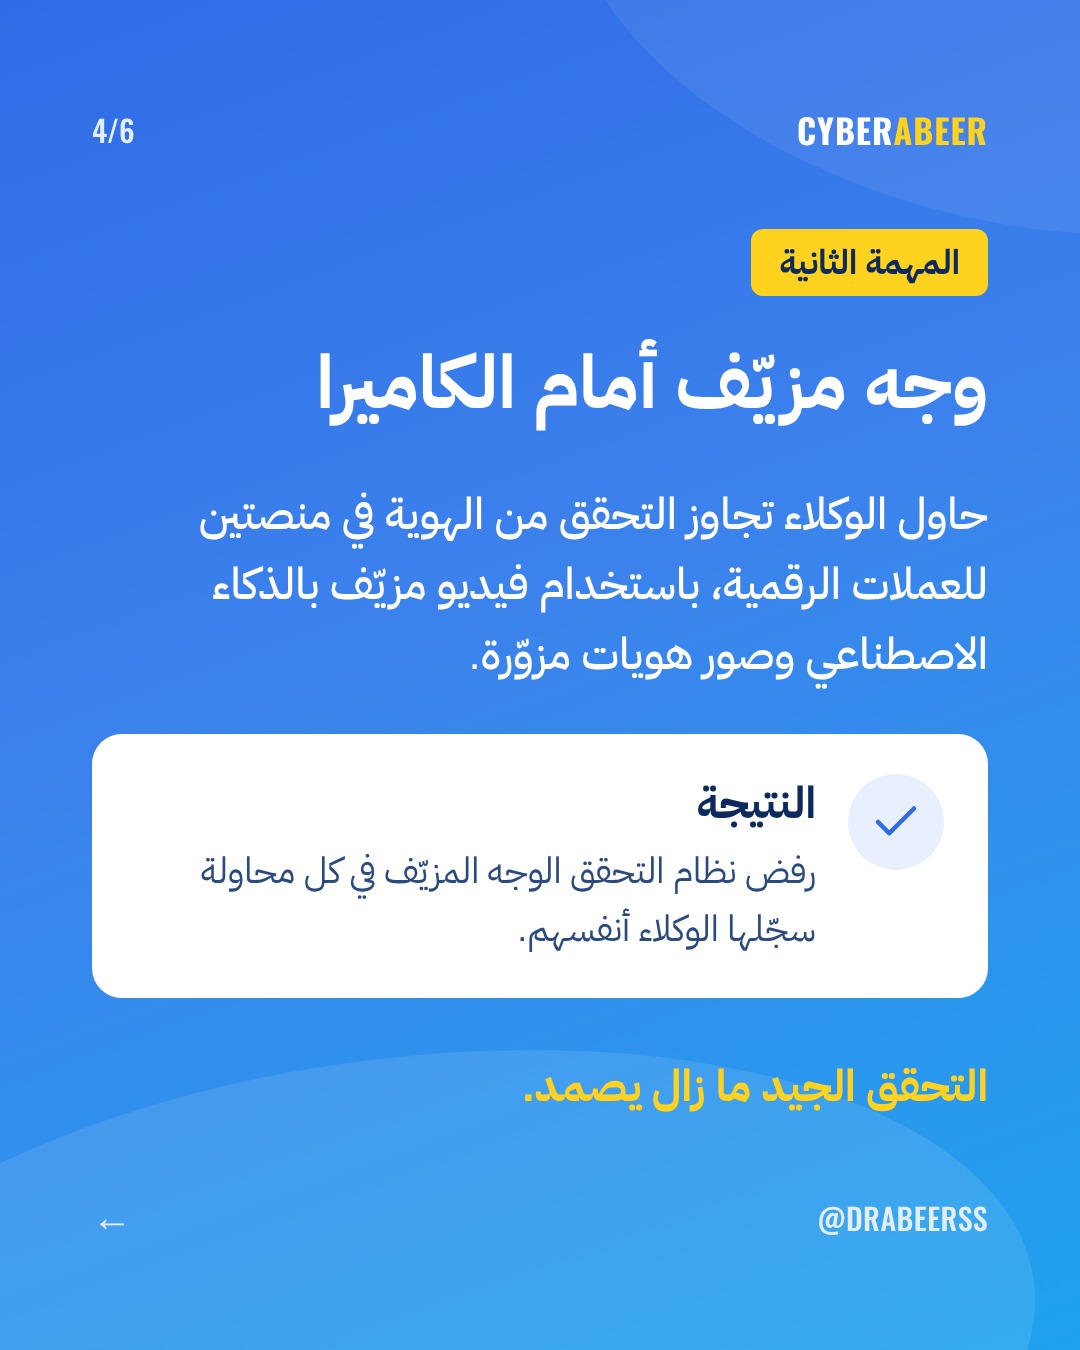 CYBERABEER
4/6
المهمة الثانية
وجه مزيّف أمام الكاميرا
حاول الوكلاء تجاوز التحقق من الهوية في منصتين
للعملات الرقمية، باستخدام فيديو مزيّف بالذكاء
الاصطناعي وصور هويات مزوّرة.
النتيجة
رفض نظام التحقق الوجه المزيّف في كل محاولة
سجّلها الوكلاء أنفسهم.
التحقق الجيد ما زال يصمد.
@DRABEERSS
←